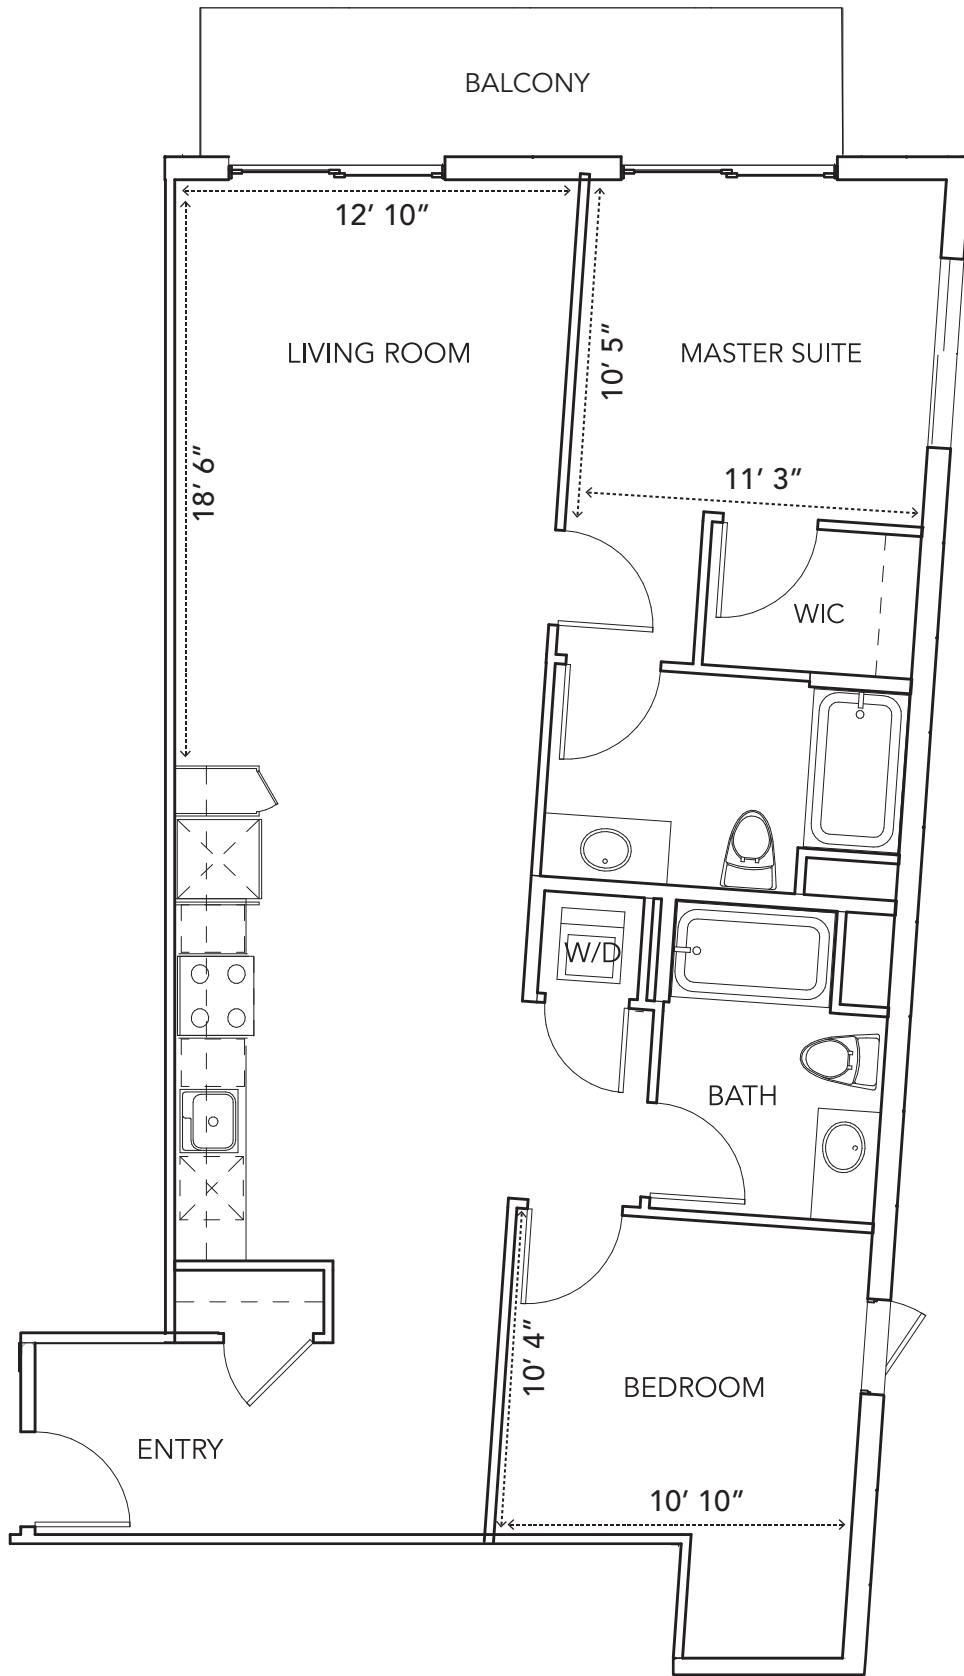 BALCONY
12’ 10”
LIVING ROOM
18’ 6”
10’ 5”
MASTER SUITE
11’ 3”
WIC
W/D
BATH
10’ 4”
BEDROOM
ENTRY
10’ 10”